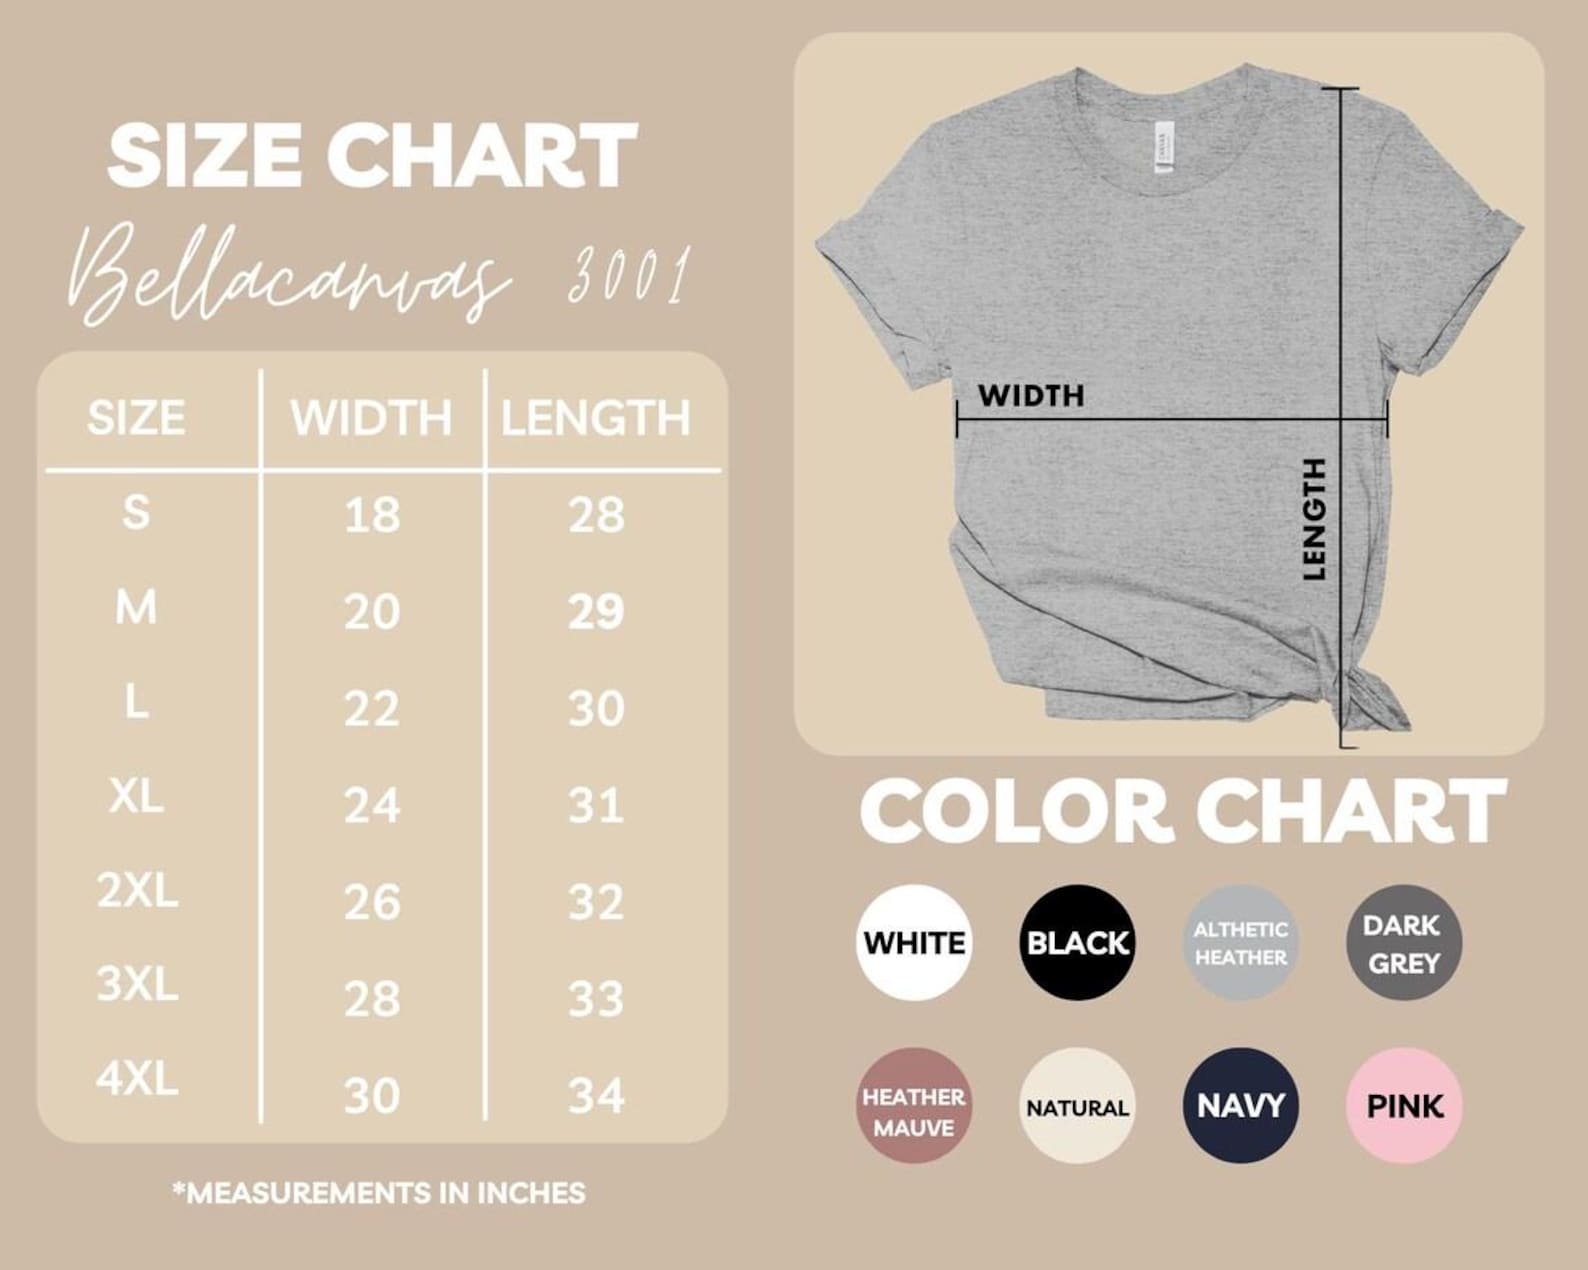 SIZE CHART
Bellacanvas 3001
SIZE WIDTH LENGTH
S 18 28
M 20 29
L 22 30
XL 24 31
2XL 26 32
3XL 28 33
4XL 30 34
*MEASUREMENTS IN INCHES
WIDTH
LENGTH
COLOR CHART
WHITE
BLACK
ALTHETIC
HEATHER
DARK
GREY
HEATHER
MAUVE
NATURAL
NAVY
PINK